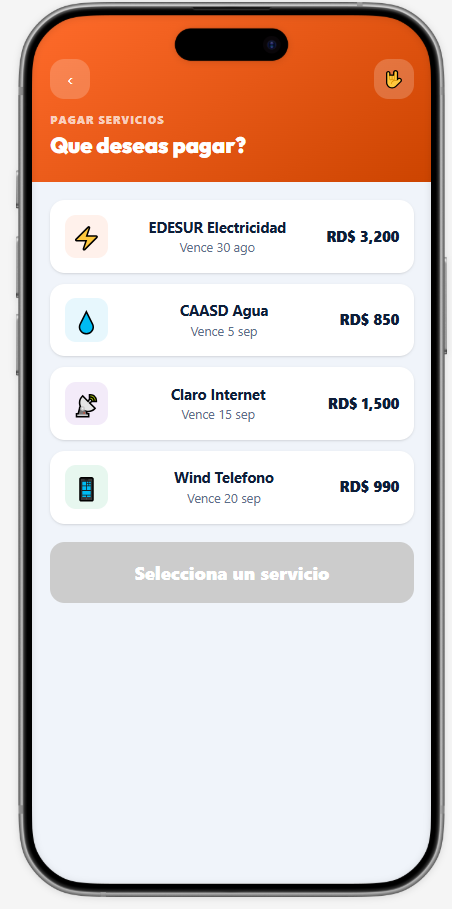 PAGAR SERVICIOS
Que deseas pagar?
EDESUR Electricidad
Vence 30 ago
RD$ 3,200
CAASD Agua
Vence 5 sep
RD$ 850
Claro Internet
Vence 15 sep
RD$ 1,500
Wind Telefono
Vence 20 sep
RD$ 990
Selecciona un servicio